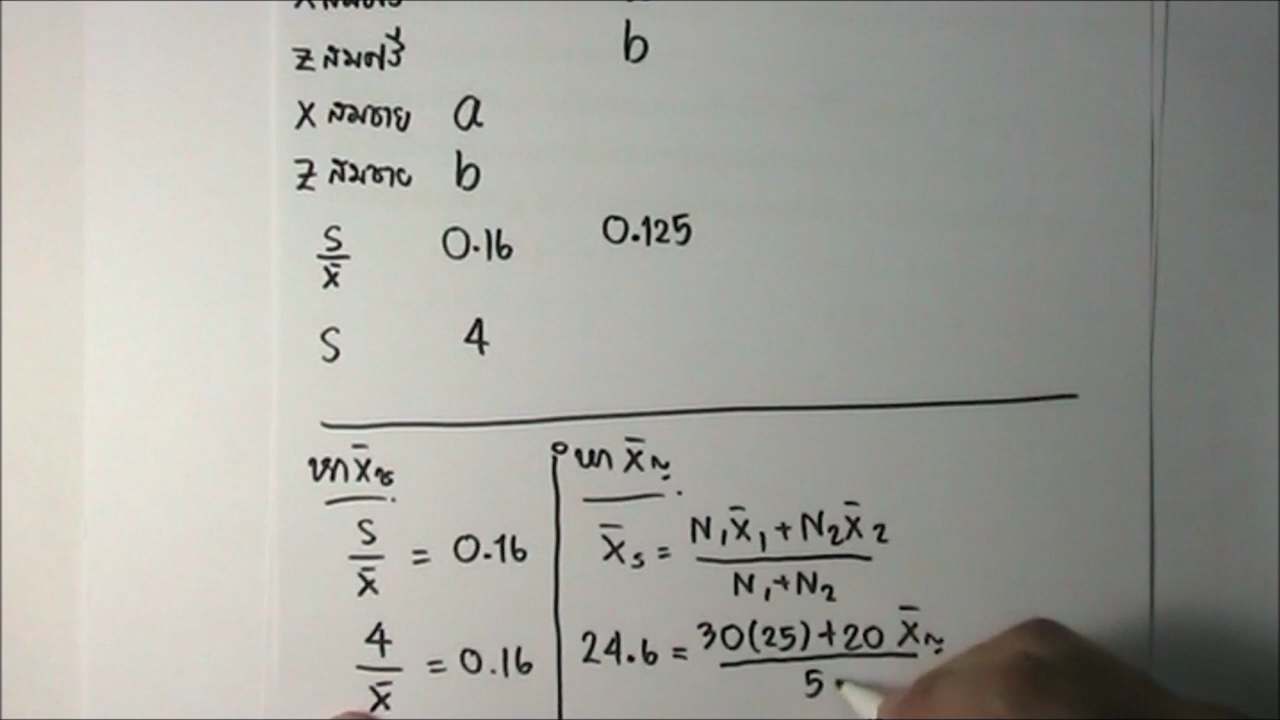 Z สมศรี b
X สมชาย a
Z สมชาย b
S/x̄ 0.16 0.125
S 4
หา x̄ช.
S/x̄ = 0.16
4/x̄ = 0.16
หา x̄ญ.
x̄s = N₁x̄₁ + N₂x̄₂ / N₁+N₂
24.6 = 30(25)+20 x̄ญ / 5